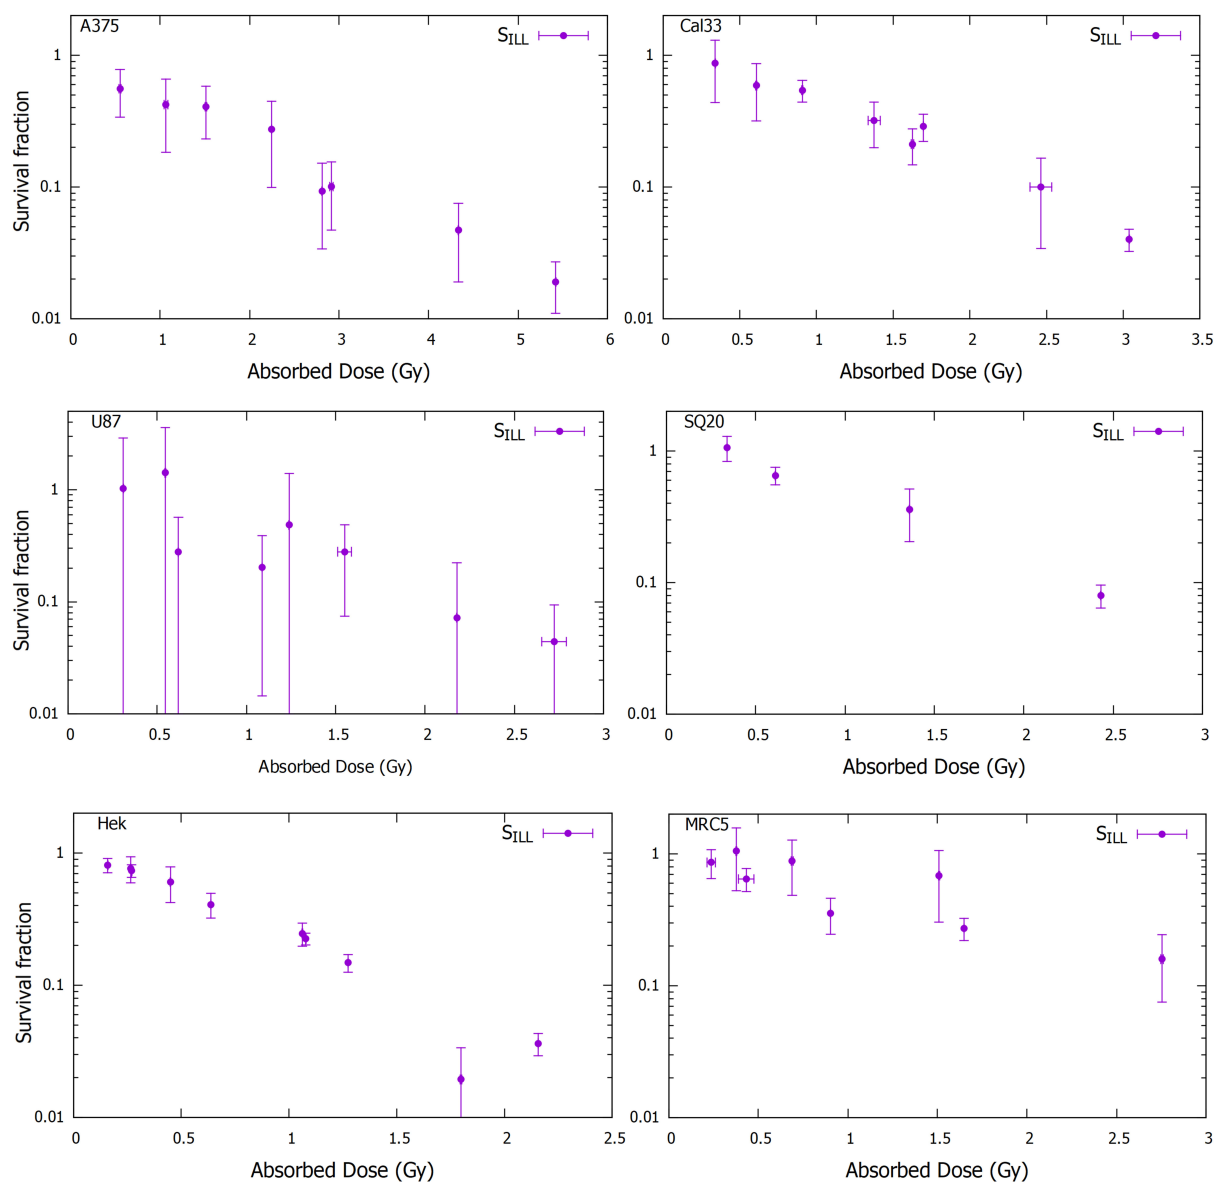 A375
S_ILL
1
0.1
0.01
Survival fraction
0 1 2 3 4 5 6
Absorbed Dose (Gy)
Cal33
S_ILL
1
0.1
0.01
0 0.5 1 1.5 2 2.5 3 3.5
Absorbed Dose (Gy)
U87
S_ILL
1
0.1
0.01
Survival fraction
0 0.5 1 1.5 2 2.5 3
Absorbed Dose (Gy)
SQ20
S_ILL
1
0.1
0.01
0 0.5 1 1.5 2 2.5 3
Absorbed Dose (Gy)
Hek
S_ILL
1
0.1
0.01
Survival fraction
0 0.5 1 1.5 2 2.5
Absorbed Dose (Gy)
MRC5
S_ILL
1
0.1
0.01
0 0.5 1 1.5 2 2.5 3
Absorbed Dose (Gy)